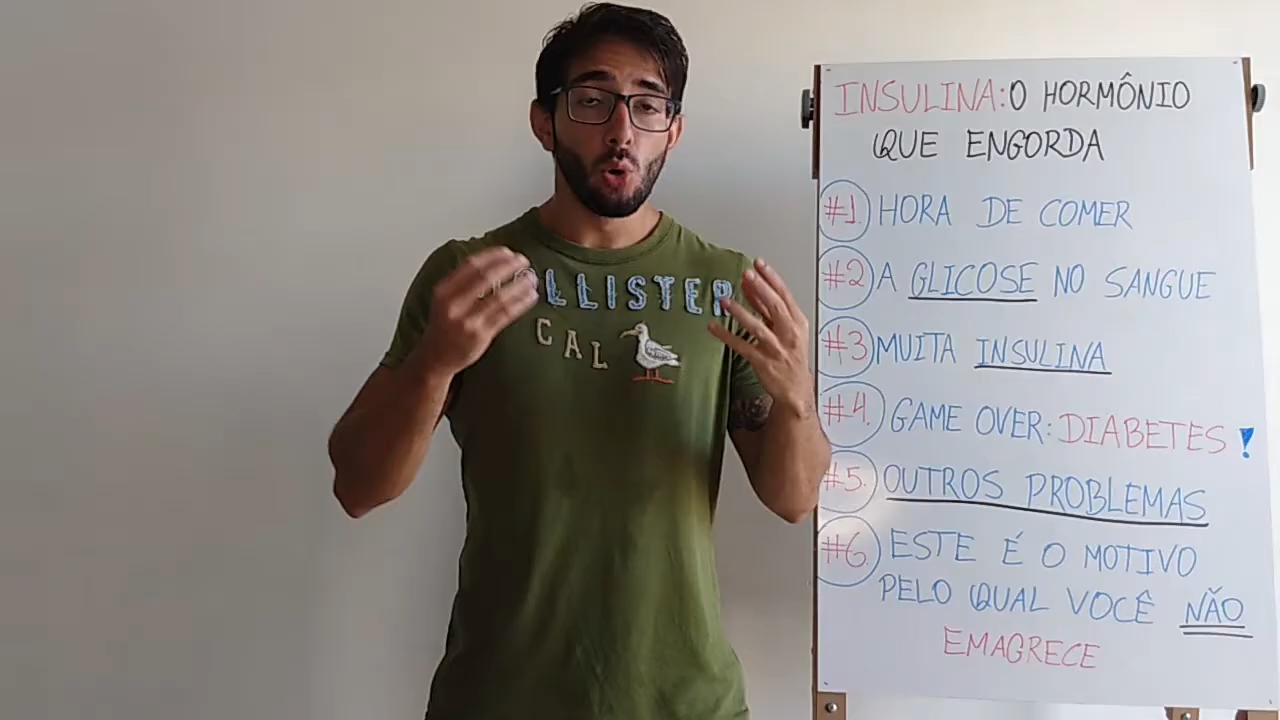 OLLISTER
CAL
INSULINA: O HORMÔNIO
QUE ENGORDA
#1. HORA DE COMER
#2 A GLICOSE NO SANGUE
#3 MUITA INSULINA
#4. GAME OVER: DIABETES!
#5. OUTROS PROBLEMAS
#6. ESTE É O MOTIVO
PELO QUAL VOCÊ NÃO
EMAGRECE